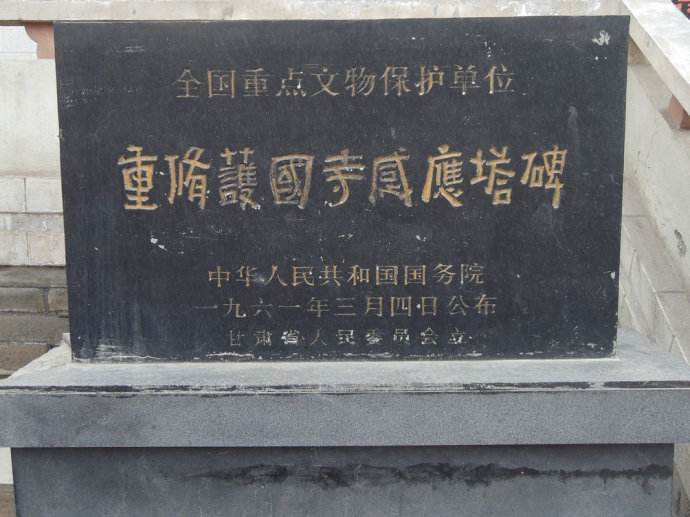 全国重点文物保护单位
重修護國寺感應塔碑
中华人民共和国国务院
一九六一年三月四日公布
甘肃省人民委员会立